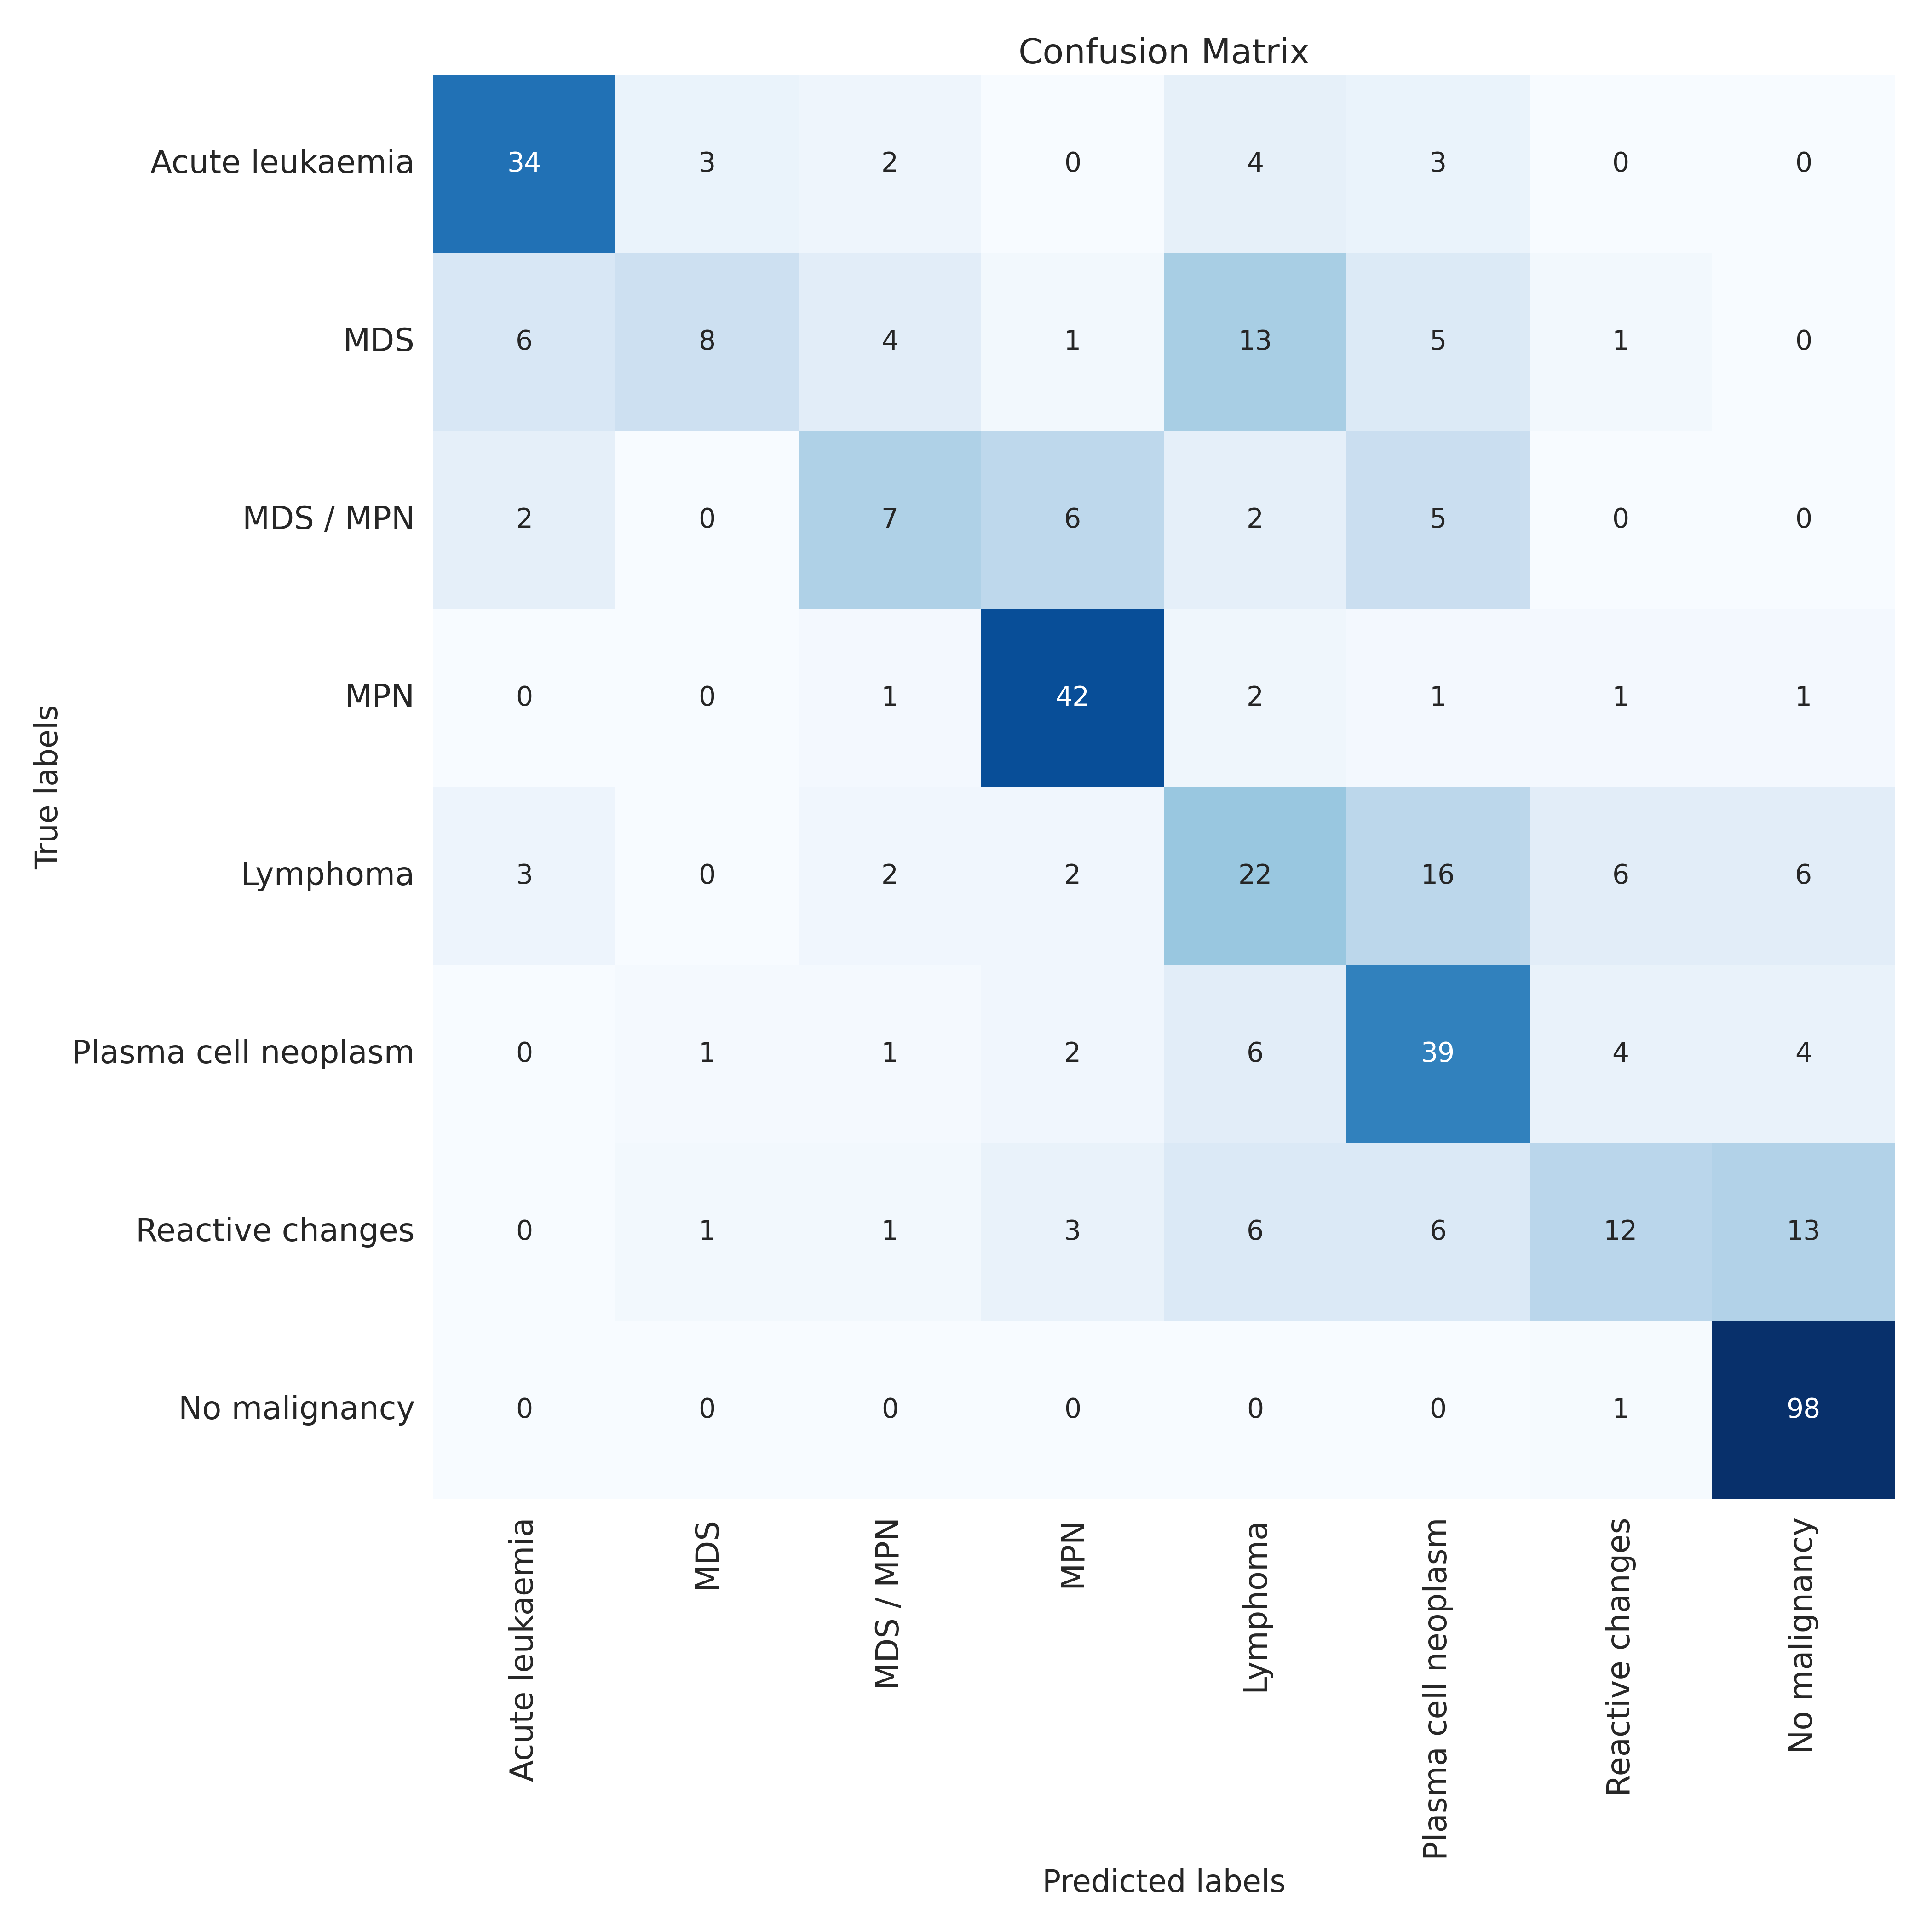 Confusion Matrix
True labels
Acute leukaemia 34 3 2 0 4 3 0 0
MDS 6 8 4 1 13 5 1 0
MDS / MPN 2 0 7 6 2 5 0 0
MPN 0 0 1 42 2 1 1 1
Lymphoma 3 0 2 2 22 16 6 6
Plasma cell neoplasm 0 1 1 2 6 39 4 4
Reactive changes 0 1 1 3 6 6 12 13
No malignancy 0 0 0 0 0 0 1 98
Acute leukaemia
MDS
MDS / MPN
MPN
Lymphoma
Plasma cell neoplasm
Reactive changes
No malignancy
Predicted labels